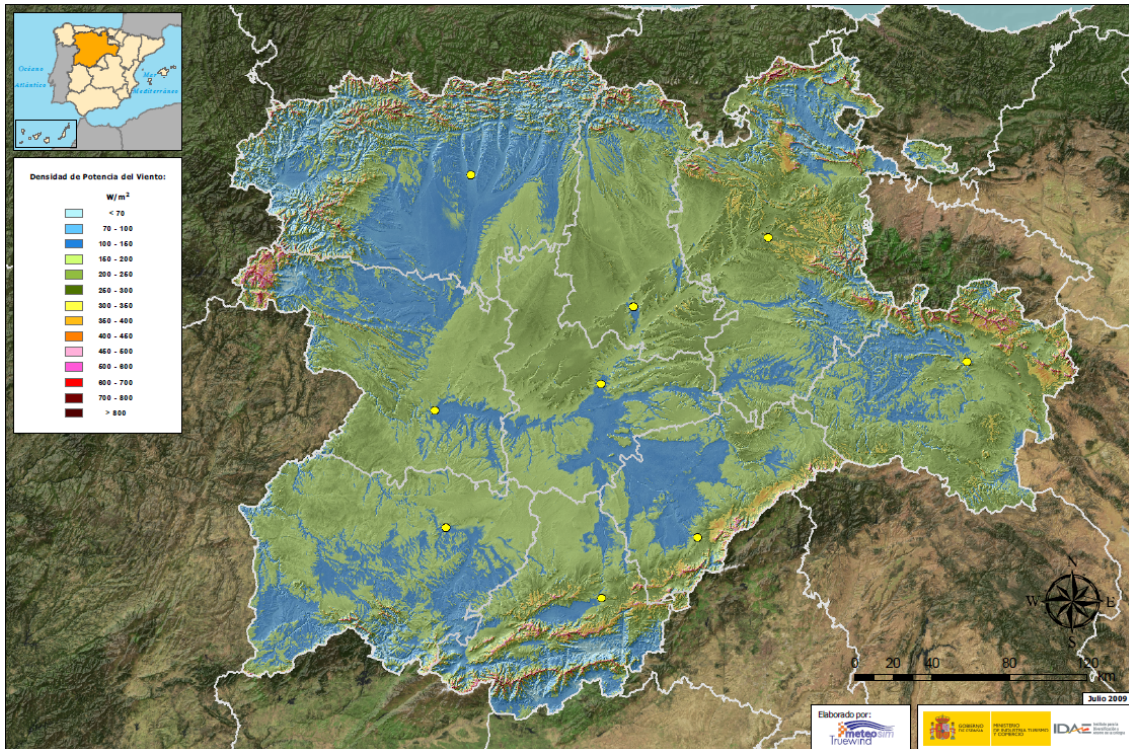 Océano
Atlántico
Mar
Mediterráneo
Densidad de Potencia del Viento:
W/m²
< 70
70 - 100
100 - 150
150 - 200
200 - 250
250 - 300
300 - 350
350 - 400
400 - 450
450 - 500
500 - 600
600 - 700
700 - 800
> 800
N
W
E
S
0 20 40 80 120
km
Julio 2009
Elaborado por:
meteosim
Truewind
GOBIERNO
DE ESPAÑA
MINISTERIO
DE INDUSTRIA, TURISMO
Y COMERCIO
IDAE